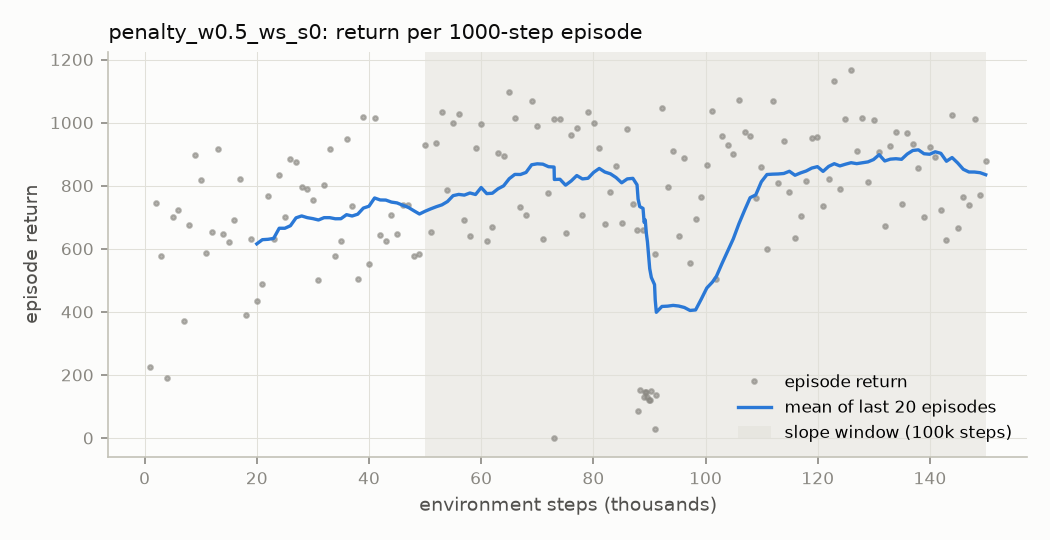 penalty_w0.5_ws_s0: return per 1000-step episode
1200
1000
800
600
400
200
0
episode return
episode return
mean of last 20 episodes
slope window (100k steps)
0 20 40 60 80 100 120 140
environment steps (thousands)